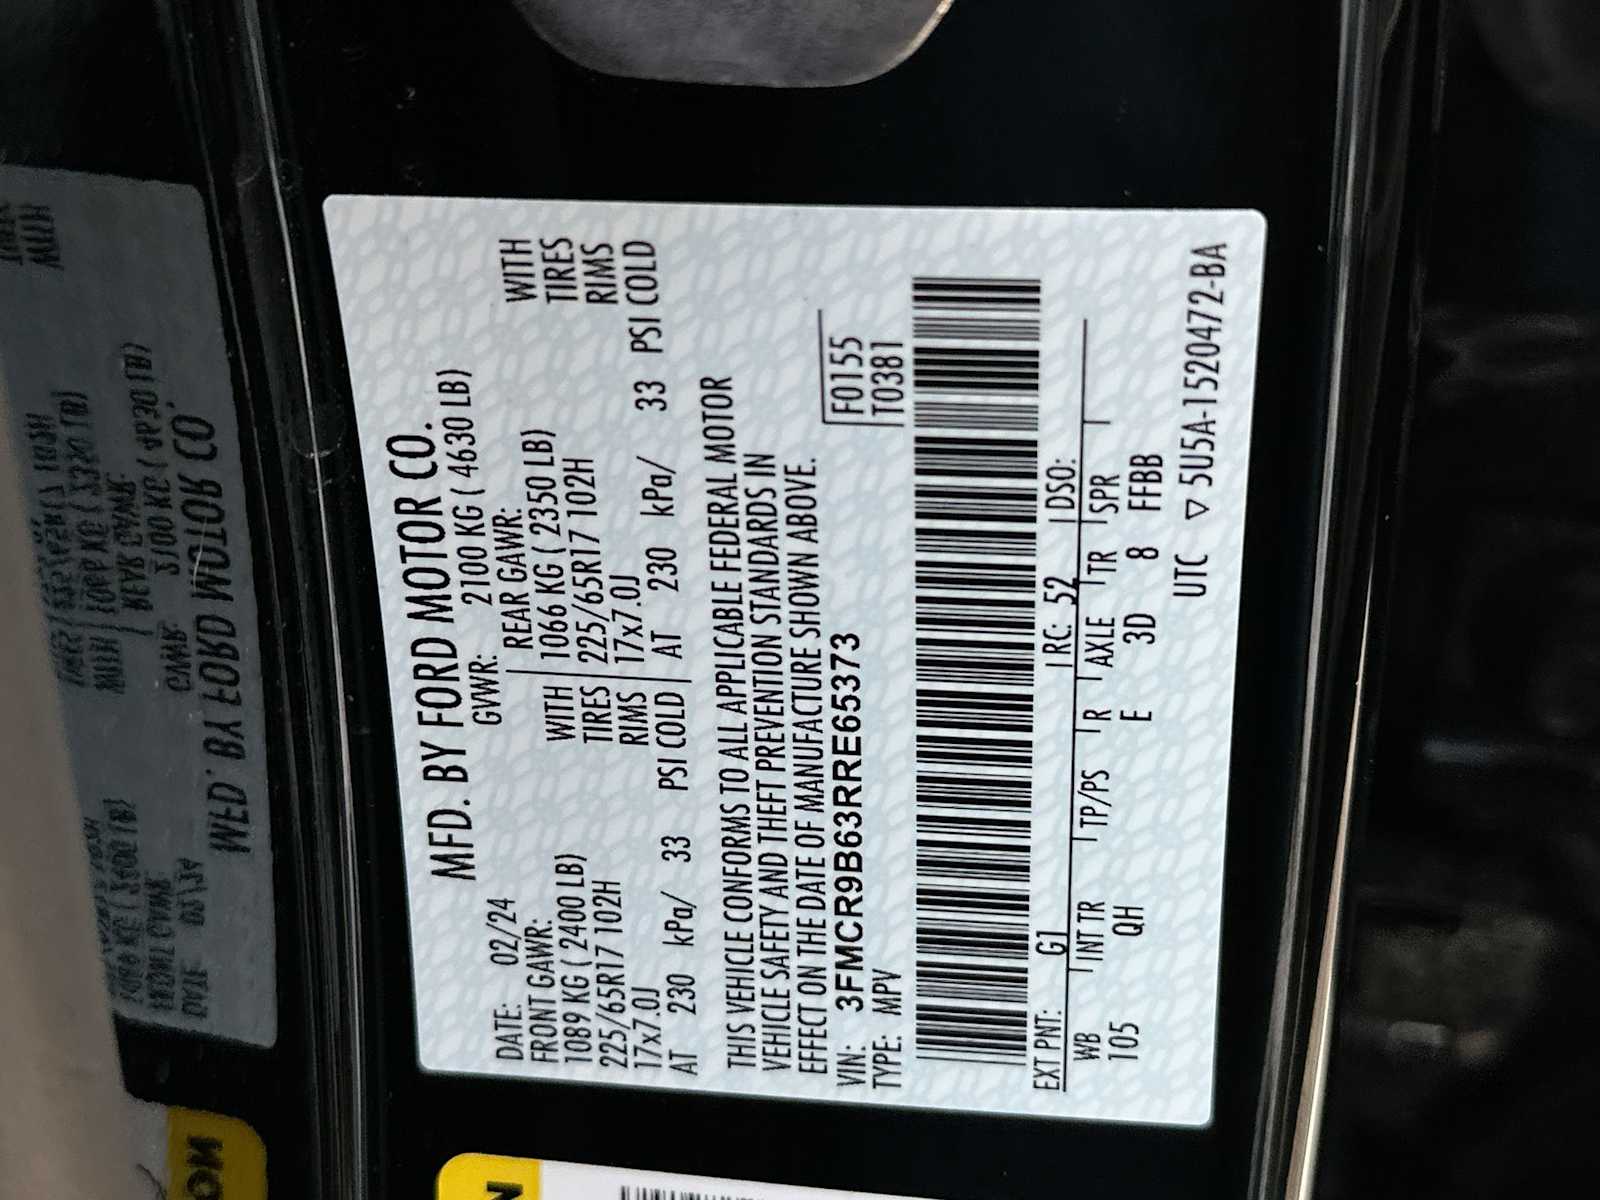 MFD. BY FORD MOTOR CO.
DATE: 02/24 GVWR: 2100 KG ( 4630 LB)
FRONT GAWR: REAR GAWR:
1089 KG ( 2400 LB) WITH 1066 KG ( 2350 LB) WITH
225/65R17 102H TIRES 225/65R17 102H TIRES
17x7.0J RIMS 17x7.0J RIMS
AT 230 kPa/ 33 PSI COLD AT 230 kPa/ 33 PSI COLD
THIS VEHICLE CONFORMS TO ALL APPLICABLE FEDERAL MOTOR
VEHICLE SAFETY AND THEFT PREVENTION STANDARDS IN
EFFECT ON THE DATE OF MANUFACTURE SHOWN ABOVE.
VIN: 3FMCR9B63RRE65373 F0155
TYPE: MPV T0381
EXT PNT: G1 RC: 52 DSO:
WB INT TR TP/PS R AXLE TR SPR
105 QH E 3D 8 FFBB
UTC ▽ 5U5A-1520472-BA